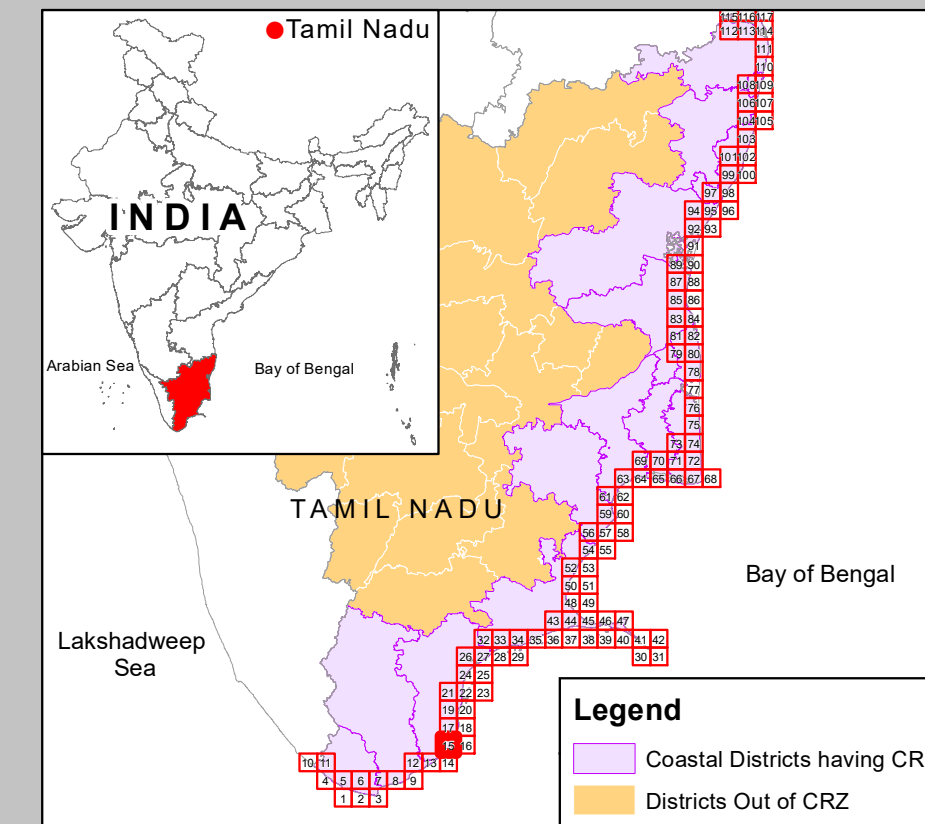 Tamil Nadu
INDIA
Arabian Sea
Bay of Bengal
115 116 117
112 113 114
111
110
108 109
106 107
104 105
103
101 102
99 100
97 98
94 95 96
92 93
91
89 90
87 88
85 86
83 84
81 82
79 80
78
77
76
75
73 74
69 70 71 72
63 64 65 66 67 68
61 62
TAMIL NADU
59 60
56 57 58
54 55
52 53
Bay of Bengal
50 51
48 49
43 44 45 46 47
32 33 34 35 36 37 38 39 40 41 42
Lakshadweep
Sea
26 27 28 29 30 31
24 25
21 22 23
19 20
17 18
15 16
10 11 12 13 14
4 5 6 7 8 9
1 2 3
Legend
Coastal Districts having CR
Districts Out of CRZ